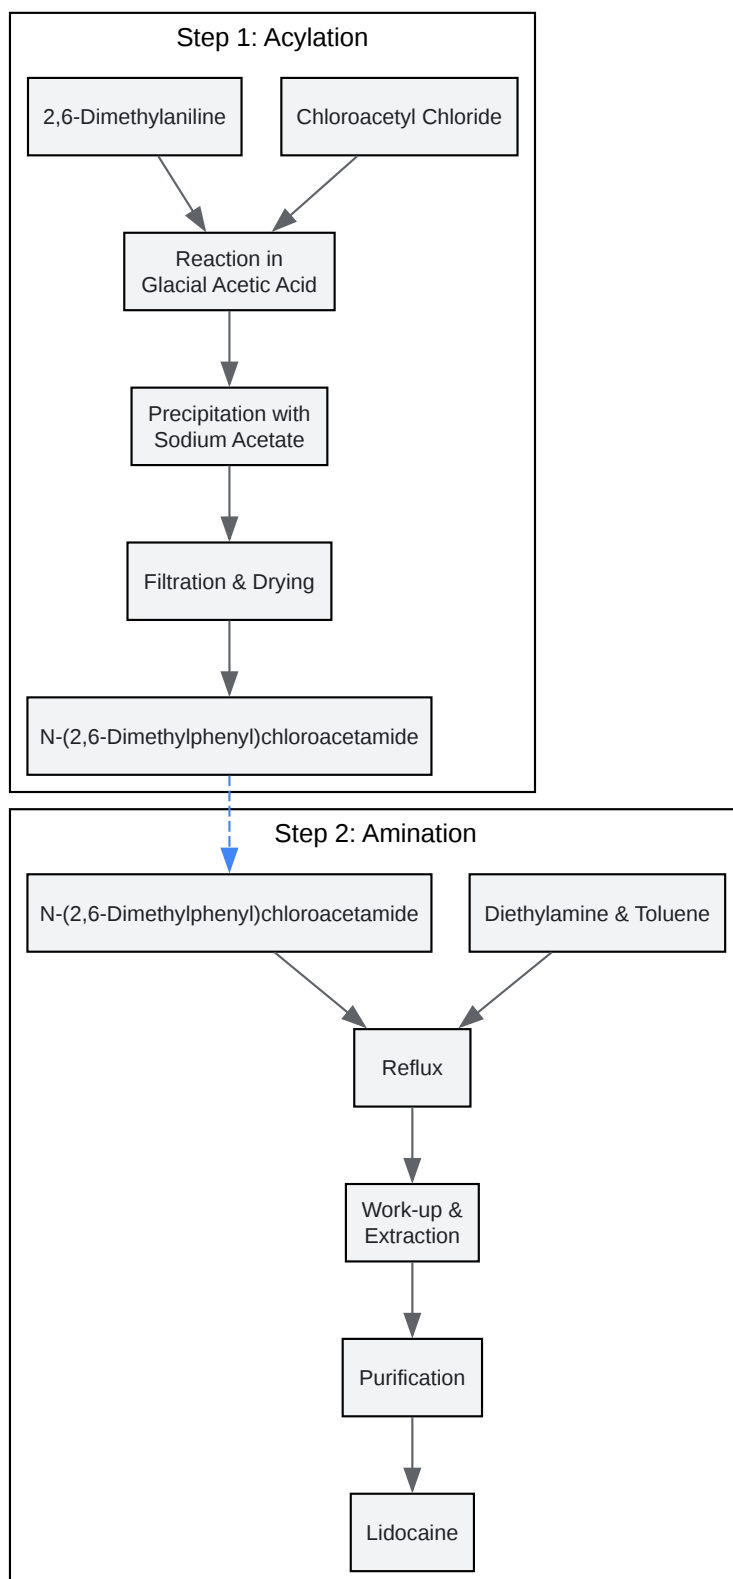 Step 1: Acylation
2,6-Dimethylaniline
Chloroacetyl Chloride
Reaction in
Glacial Acetic Acid
Precipitation with
Sodium Acetate
Filtration & Drying
N-(2,6-Dimethylphenyl)chloroacetamide
Step 2: Amination
N-(2,6-Dimethylphenyl)chloroacetamide
Diethylamine & Toluene
Reflux
Work-up &
Extraction
Purification
Lidocaine